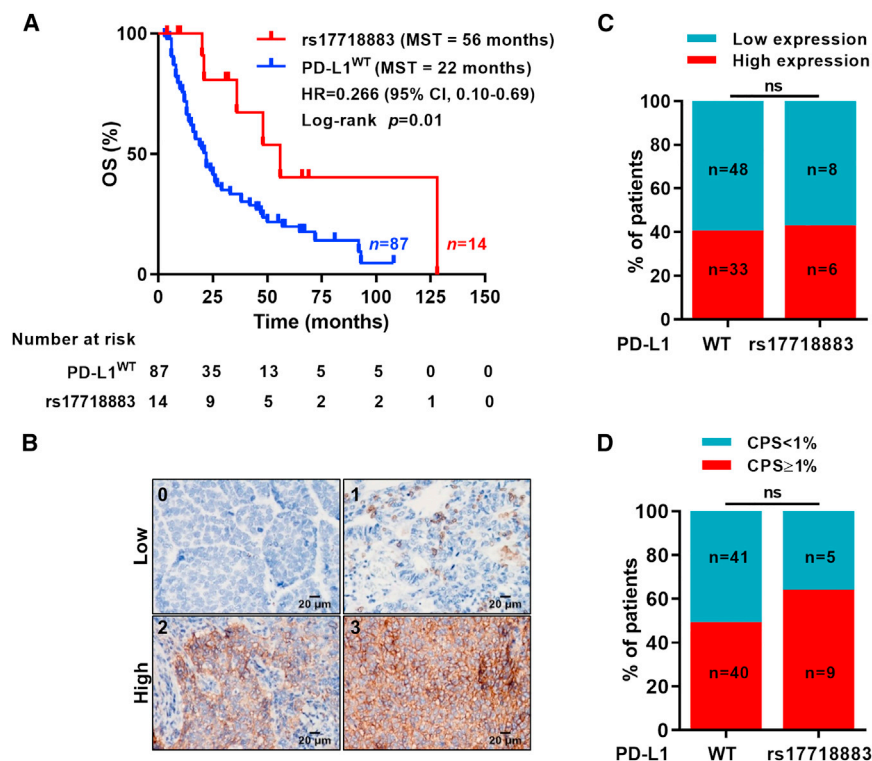 A
rs17718883 (MST = 56 months)
PD-L1WT (MST = 22 months)
HR=0.266 (95% CI, 0.10-0.69)
Log-rank p=0.01
OS (%)
100
50
0
n=87
n=14
0 25 50 75 100 125 150
Time (months)
Number at risk
PD-L1WT 87 35 13 5 5 0 0
rs17718883 14 9 5 2 2 1 0
B
Low
High
0
20 μm
1
20 μm
2
20 μm
3
20 μm
C
Low expression
High expression
ns
% of patients
100
80
60
40
20
0
n=48
n=8
n=33
n=6
PD-L1 WT rs17718883
D
CPS<1%
CPS≥1%
ns
% of patients
100
80
60
40
20
0
n=41
n=5
n=40
n=9
PD-L1 WT rs17718883